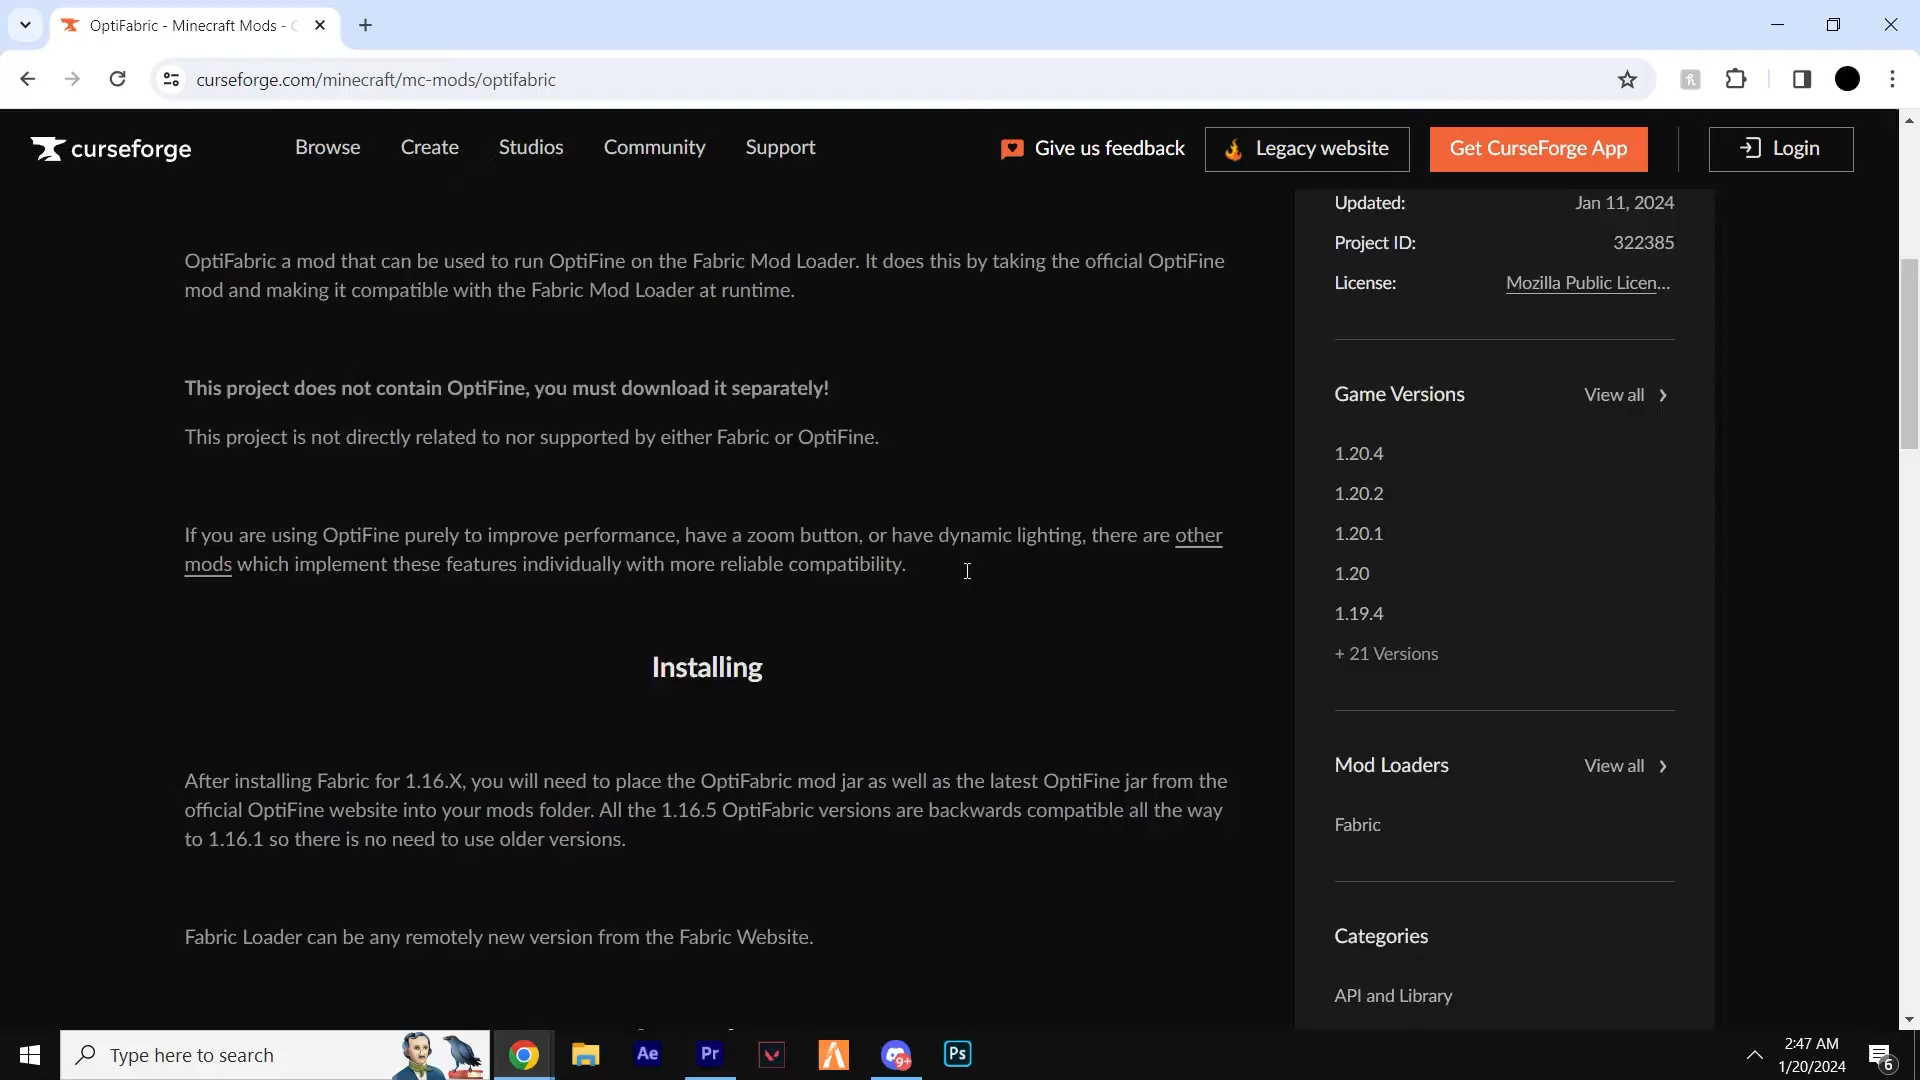 OptiFabric - Minecraft Mods - C
curseforge.com/minecraft/mc-mods/optifabric
curseforge
Browse
Create
Studios
Community
Support
Give us feedback
Legacy website
Get CurseForge App
Login
OptiFabric a mod that can be used to run OptiFine on the Fabric Mod Loader. It does this by taking the official OptiFine
mod and making it compatible with the Fabric Mod Loader at runtime.
This project does not contain OptiFine, you must download it separately!
This project is not directly related to nor supported by either Fabric or OptiFine.
If you are using OptiFine purely to improve performance, have a zoom button, or have dynamic lighting, there are other
mods which implement these features individually with more reliable compatibility.
Installing
After installing Fabric for 1.16.X, you will need to place the OptiFabric mod jar as well as the latest OptiFine jar from the
official OptiFine website into your mods folder. All the 1.16.5 OptiFabric versions are backwards compatible all the way
to 1.16.1 so there is no need to use older versions.
Fabric Loader can be any remotely new version from the Fabric Website.
Updated: Jan 11, 2024
Project ID: 322385
License: Mozilla Public Licen...
Game Versions View all
1.20.4
1.20.2
1.20.1
1.20
1.19.4
+ 21 Versions
Mod Loaders View all
Fabric
Categories
API and Library
Type here to search
Ae
Pr
9+
Ps
2:47 AM
1/20/2024
6